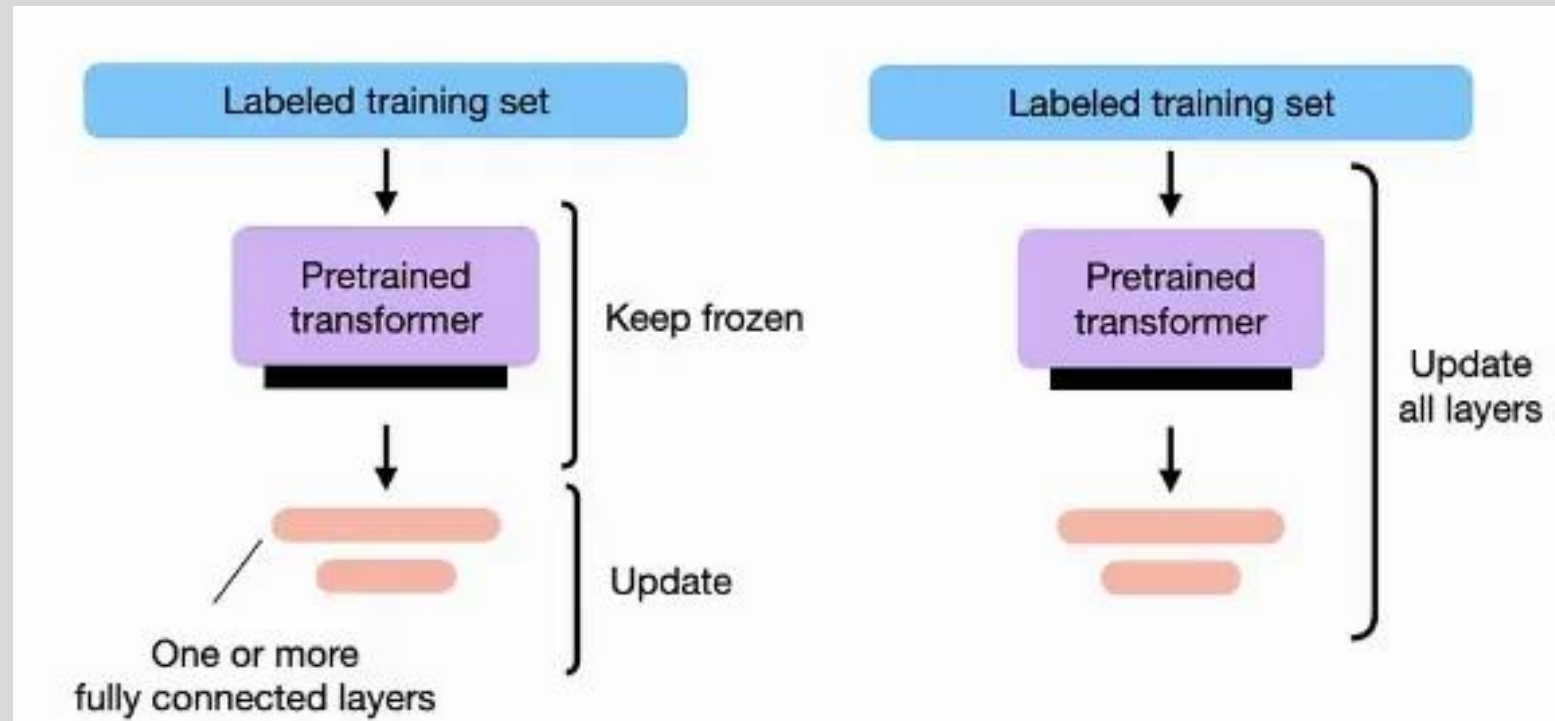 Labeled training set
Pretrained
transformer
Keep frozen
Update
One or more
fully connected layers
Labeled training set
Pretrained
transformer
Update
all layers